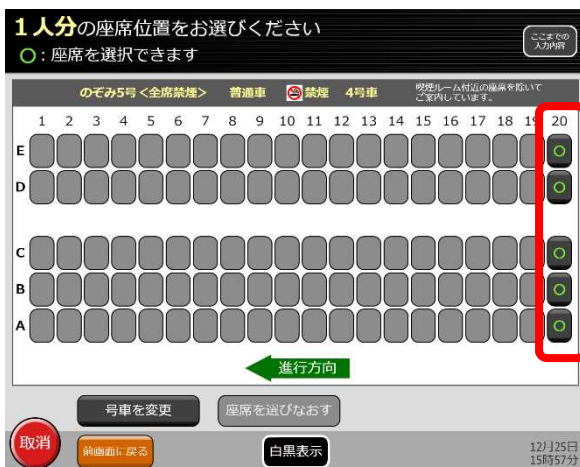 1人分の座席位置をお選びください
○：座席を選択できます
ここまでの
入力内容
のぞみ5号<全席禁煙> 普通車 禁煙 4号車
喫煙ルーム付近の座席を除いて
ご案内しています。
1 2 3 4 5 6 7 8 9 10 11 12 13 14 15 16 17 18 19 20
E
D
C
B
A
進行方向
号車を変更
座席を選びなおす
取消
前画面に戻る
白黒表示
12月25日
15時57分